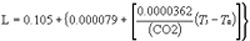 L = 0.105 + {0.000079 + [0.0000362/(CO2) (Ti − Ta)]}